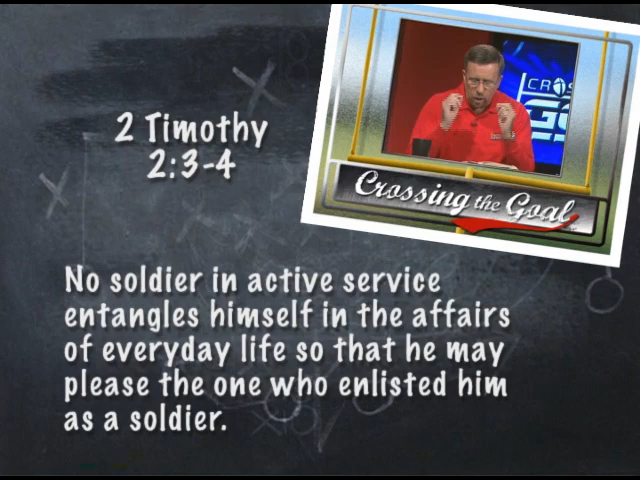 2 Timothy
2:3-4
CROS
Crossing the Goal
No soldier in active service
entangles himself in the affairs
of everyday life so that he may
please the one who enlisted him
as a soldier.